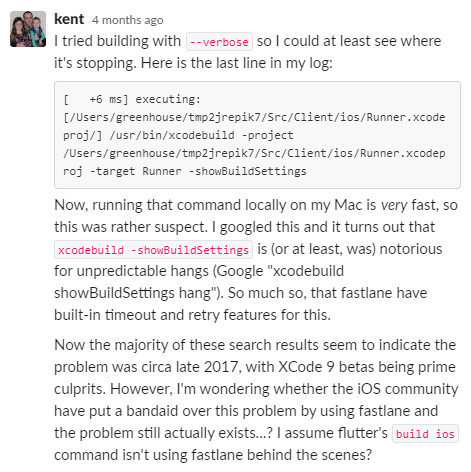 kent 4 months ago
I tried building with --verbose so I could at least see where
it's stopping. Here is the last line in my log:
[   +6 ms] executing:
[/Users/greenhouse/tmp2jrepik7/Src/Client/ios/Runner.xcode
proj/] /usr/bin/xcodebuild -project
/Users/greenhouse/tmp2jrepik7/Src/Client/ios/Runner.xcodep
roj -target Runner -showBuildSettings
Now, running that command locally on my Mac is very fast, so
this was rather suspect. I googled this and it turns out that
xcodebuild -showBuildSettings is (or at least, was) notorious
for unpredictable hangs (Google "xcodebuild
showBuildSettings hang"). So much so, that fastlane have
built-in timeout and retry features for this.
Now the majority of these search results seem to indicate the
problem was circa late 2017, with XCode 9 betas being prime
culprits. However, I'm wondering whether the iOS community
have put a bandaid over this problem by using fastlane and
the problem still actually exists...? I assume flutter's build ios
command isn't using fastlane behind the scenes?